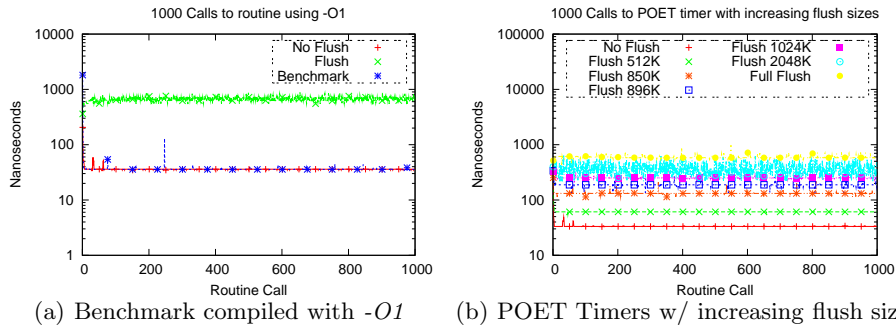 1000 Calls to routine using -O1
10000
1000
100
10
1
Nanoseconds
No Flush
Flush
Benchmark
0 200 400 600 800 1000
Routine Call
(a) Benchmark compiled with -O1
1000 Calls to POET timer with increasing flush sizes
100000
10000
1000
100
10
Nanoseconds
No Flush
Flush 512K
Flush 850K
Flush 896K
Flush 1024K
Flush 2048K
Full Flush
0 200 400 600 800 1000
Routine Call
(b) POET Timers w/ increasing flush siz